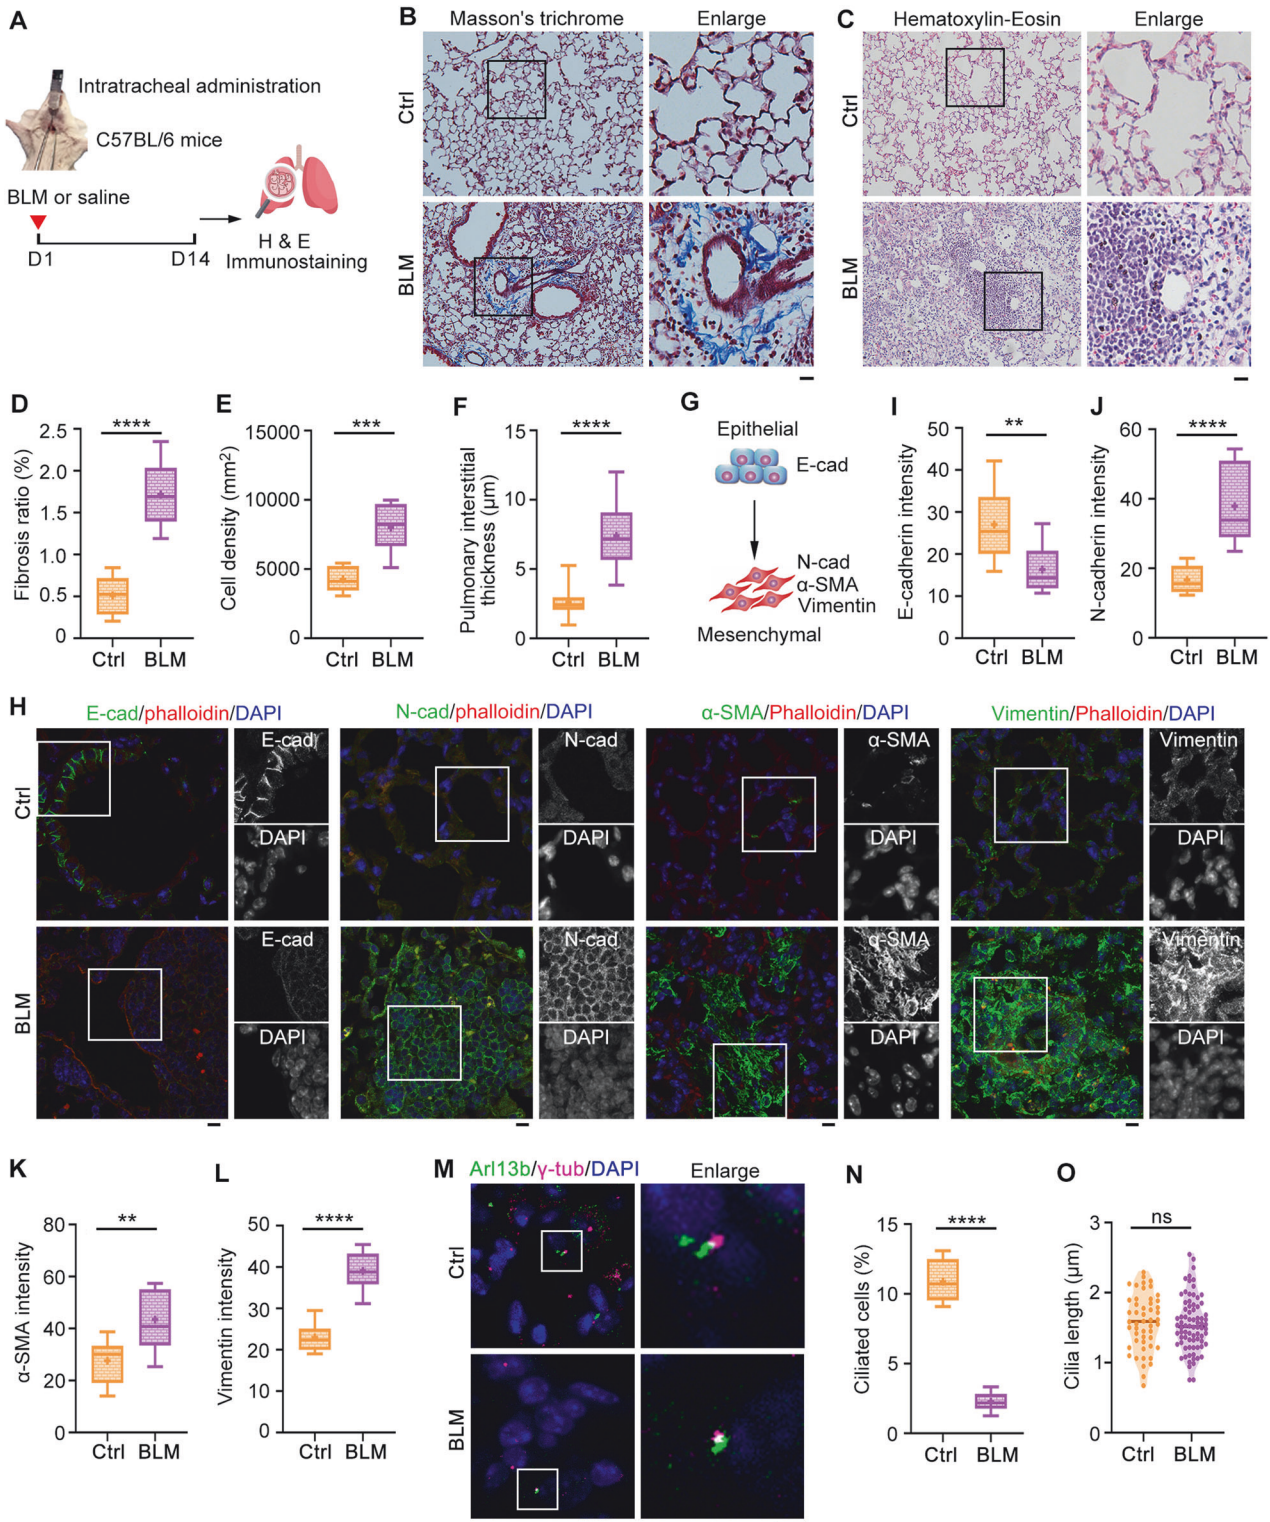 A
Intratracheal administration
C57BL/6 mice
BLM or saline
D1
D14
H & E
Immunostaining
B
Masson's trichrome
Enlarge
Ctrl
BLM
C
Hematoxylin-Eosin
Enlarge
Ctrl
BLM
D
Fibrosis ratio (%)
****
2.5
2.0
1.5
1.0
0.5
0
Ctrl
BLM
E
Cell density (mm2)
***
15000
10000
5000
0
Ctrl
BLM
F
Pulmonary interstitial
thickness (μm)
****
15
10
5
0
Ctrl
BLM
G
Epithelial
E-cad
N-cad
α-SMA
Vimentin
Mesenchymal
I
E-cadherin intensity
**
50
40
30
20
10
0
Ctrl
BLM
J
N-cadherin intensity
****
60
40
20
0
Ctrl
BLM
H
E-cad/phalloidin/DAPI
N-cad/phalloidin/DAPI
α-SMA/Phalloidin/DAPI
Vimentin/Phalloidin/DAPI
Ctrl
E-cad
DAPI
N-cad
DAPI
α-SMA
DAPI
Vimentin
DAPI
BLM
E-cad
DAPI
N-cad
DAPI
α-SMA
DAPI
Vimentin
DAPI
K
α-SMA intensity
**
80
60
40
20
0
Ctrl
BLM
L
Vimentin intensity
****
50
40
30
20
10
0
Ctrl
BLM
M
Arl13b/γ-tub/DAPI
Enlarge
Ctrl
BLM
N
Ciliated cells (%)
****
15
10
5
0
Ctrl
BLM
O
Cilia length (μm)
ns
3
2
1
0
Ctrl
BLM